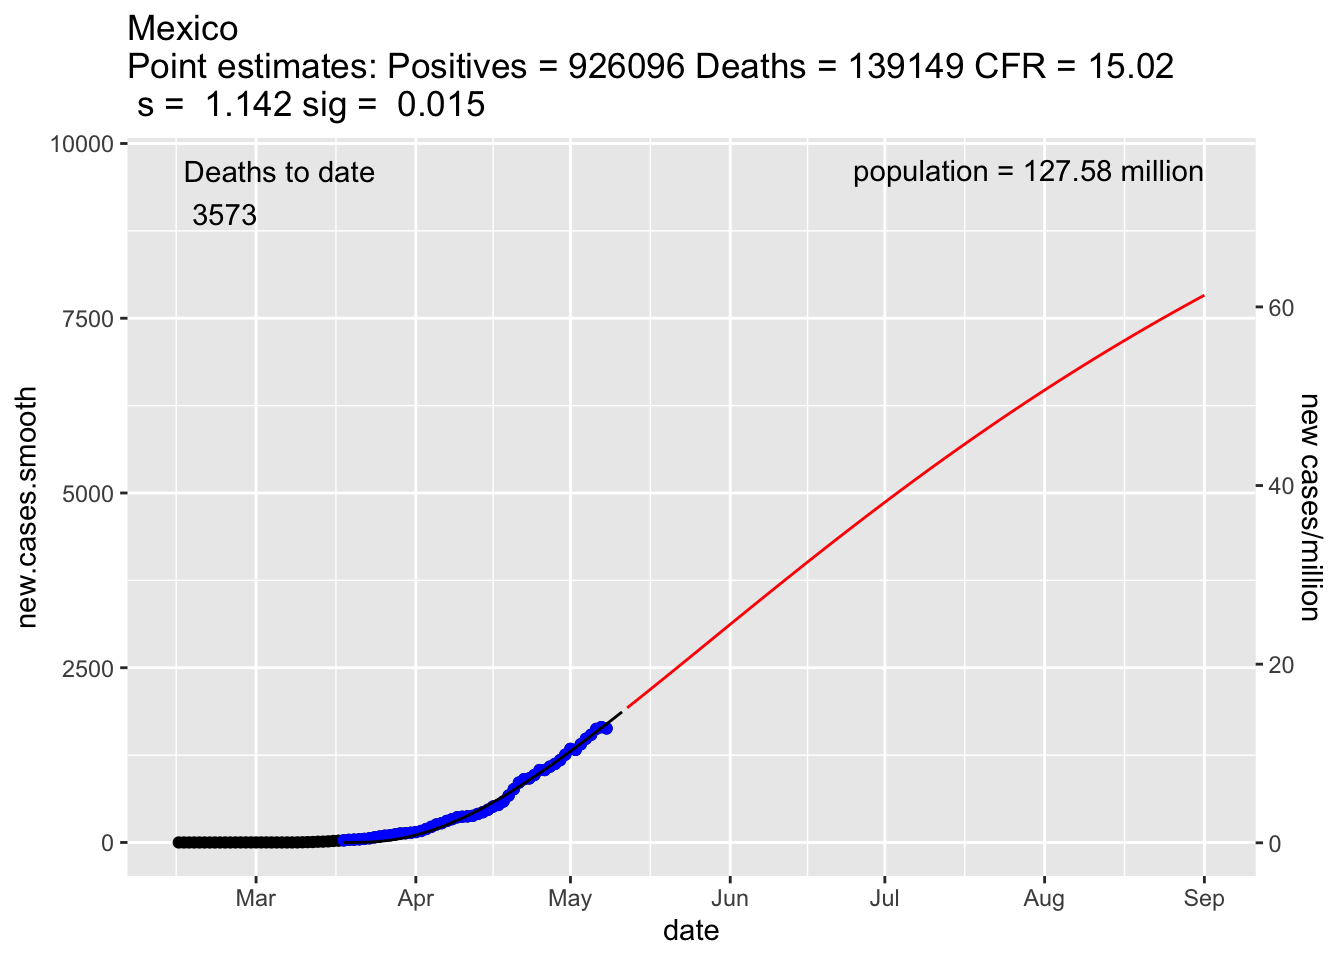 Mexico
Point estimates: Positives = 926096 Deaths = 139149 CFR = 15.02
s = 1.142 sig = 0.015
Deaths to date
3573
population = 127.58 million
10000
7500
5000
2500
0
new.cases.smooth
60
40
20
0
new cases/million
Mar Apr May Jun Jul Aug Sep
date